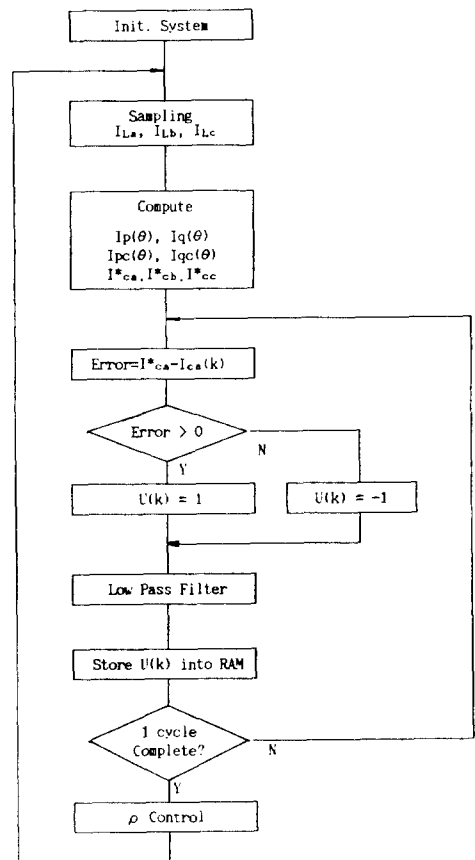 Init. System
Sampling
ILa, ILb, ILc
Compute
Ip(θ), Iq(θ)
Ipc(θ), Iqc(θ)
I*ca, I*cb, I*cc
Error=I*ca-Ica(k)
Error > 0
N
Y
U(k) = 1
U(k) = -1
Low Pass Filter
Store U(k) into RAM
1 cycle
Complete?
N
Y
ρ Control